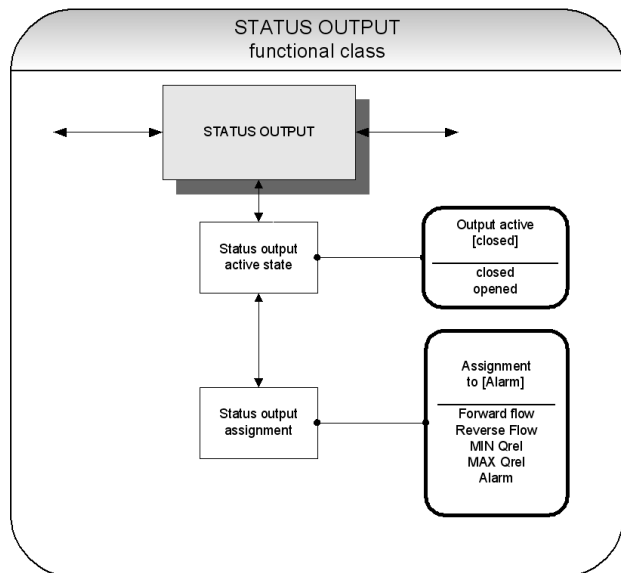 STATUS OUTPUT
functional class
STATUS OUTPUT
Status output
active state
Output active
[closed]
closed
opened
Status output
assignment
Assignment
to [Alarm]
Forward flow
Reverse Flow
MIN Qrel
MAX Qrel
Alarm